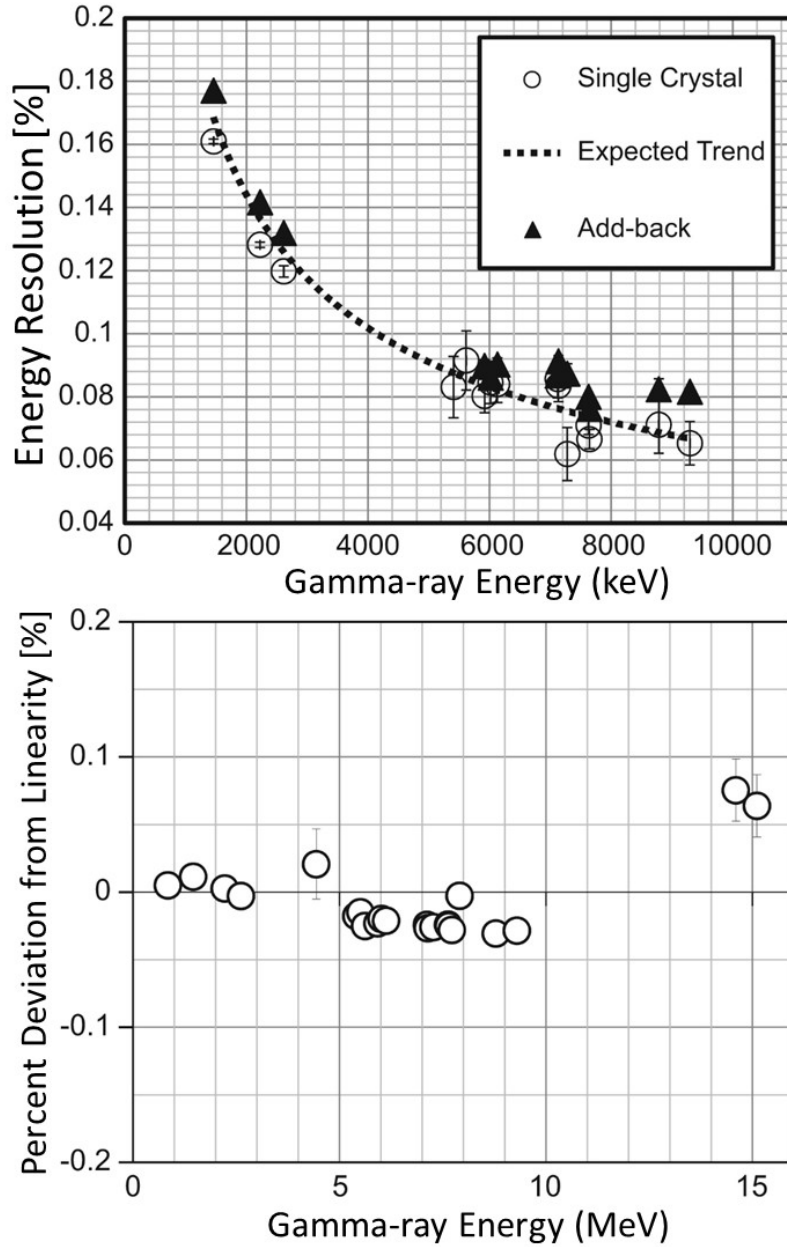 Energy Resolution [%]
0.2
0.18
0.16
0.14
0.12
0.1
0.08
0.06
0.04
Single Crystal
Expected Trend
Add-back
0 2000 4000 6000 8000 10000
Gamma-ray Energy (keV)
Percent Deviation from Linearity [%]
0.2
0.1
0
-0.1
-0.2
0 5 10 15
Gamma-ray Energy (MeV)